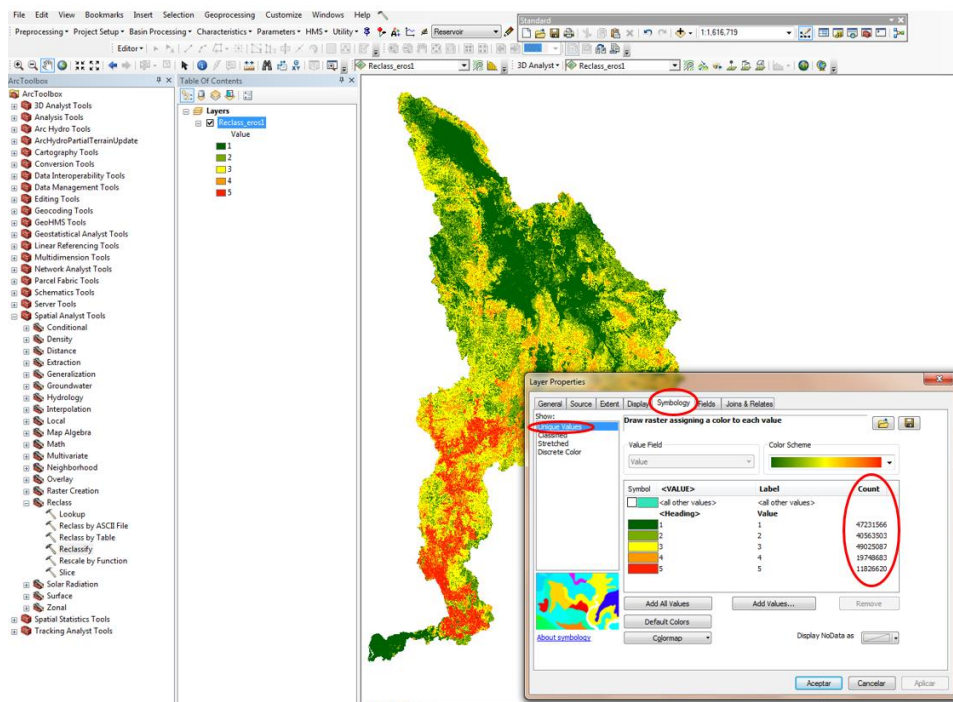 File Edit View Bookmarks Insert Selection Geoprocessing Customize Windows Help
Standard
Preprocessing Project Setup Basin Processing Characteristics Parameters HMS Utility Reservoir
1:1,616,719
Editor
Reclass_eros1
3D Analyst Reclass_eros1
ArcToolbox
ArcToolbox
3D Analyst Tools
Analysis Tools
Arc Hydro Tools
ArcHydroPartialTerrainUpdate
Cartography Tools
Conversion Tools
Data Interoperability Tools
Data Management Tools
Editing Tools
Geocoding Tools
GeoHMS Tools
Geostatistical Analyst Tools
Linear Referencing Tools
Multidimension Tools
Network Analyst Tools
Parcel Fabric Tools
Schematics Tools
Server Tools
Spatial Analyst Tools
Conditional
Density
Distance
Extraction
Generalization
Groundwater
Hydrology
Interpolation
Local
Map Algebra
Math
Multivariate
Neighborhood
Overlay
Raster Creation
Reclass
Lookup
Reclass by ASCII File
Reclass by Table
Reclassify
Rescale by Function
Slice
Solar Radiation
Surface
Zonal
Spatial Statistics Tools
Tracking Analyst Tools
Table Of Contents
Layers
Reclass_eros1
Value
1
2
3
4
5
Layer Properties
General Source Extent Display Symbology Fields Joins & Relates
Show:
Unique Values
Classified
Stretched
Discrete Color
About symbology
Draw raster assigning a color to each value
Value Field
Value
Color Scheme
Symbol <VALUE> Label Count
<all other values> <all other values>
<Heading> Value
1 1 47231566
2 2 40563503
3 3 49025087
4 4 19748683
5 5 11826620
Add All Values Add Values... Remove
Default Colors
Colormap
Display NoData as
Aceptar Cancelar Aplicar